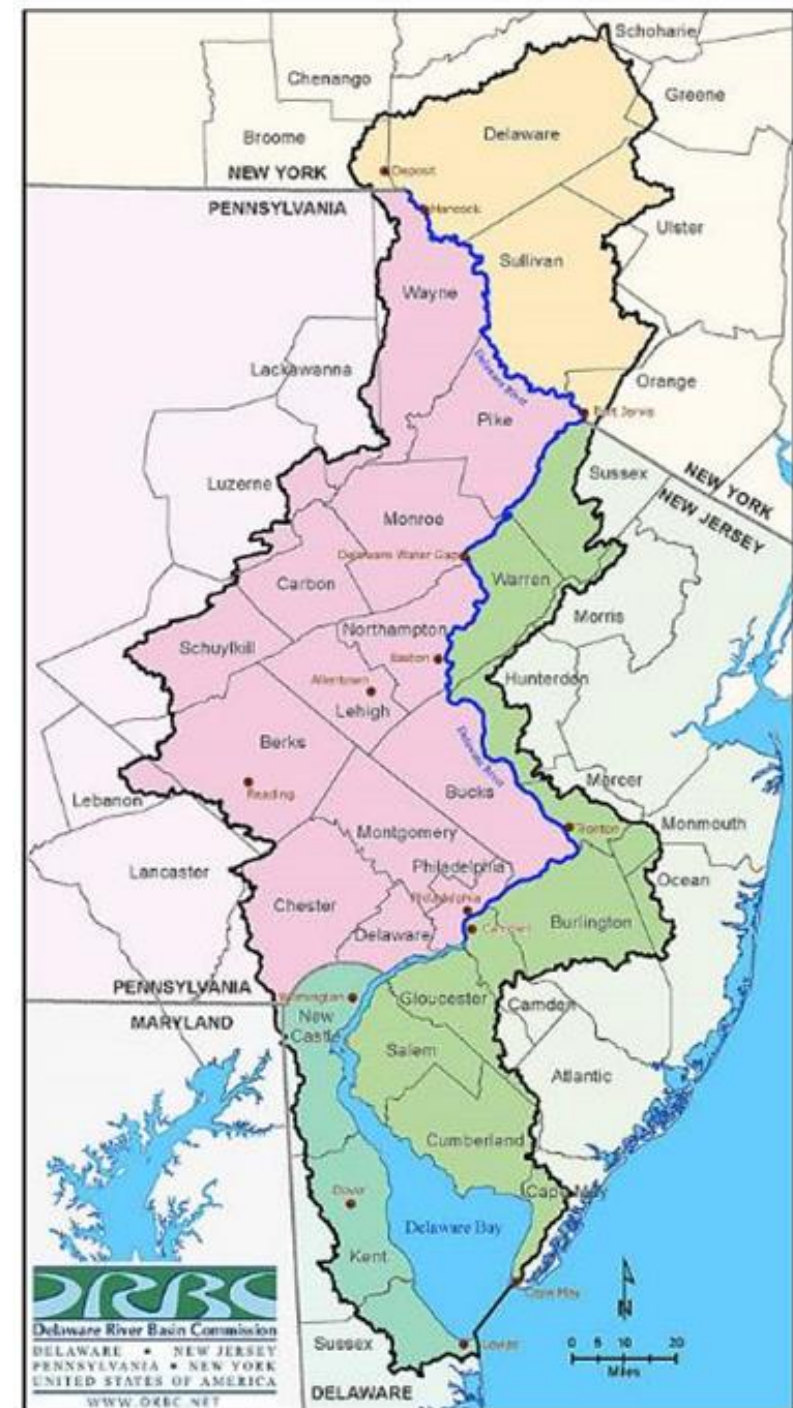 Schoharie
Chenango
Greene
Delaware
Broome
Deposit
NEW YORK
PENNSYLVANIA
Hancock
Ulster
Sullivan
Wayne
Delaware River
Lackawanna
Orange
Port Jervis
Pike
Sussex
Luzerne
NEW YORK
NEW JERSEY
Monroe
Delaware Water Gap
Carbon
Warren
Morris
Northampton
Schuylkill
Easton
Hunterdon
Allentown
Lehigh
Berks
Delaware River
Reading
Bucks
Mercer
Lebanon
Trenton
Monmouth
Montgomery
Philadelphia
Lancaster
Ocean
Philadelphia
Chester
Burlington
Camden
Delaware
PENNSYLVANIA
Wilmington
Gloucester
Camden
MARYLAND
New
Castle
Salem
Atlantic
Cumberland
Dover
Cape May
Delaware Bay
Kent
Cape May
N
DRBC
Delaware River Basin Commission
DELAWARE • NEW JERSEY
PENNSYLVANIA • NEW YORK
UNITED STATES OF AMERICA
WWW.DRBC.NET
Sussex
Lewes
DELAWARE
0 5 10 20
Miles